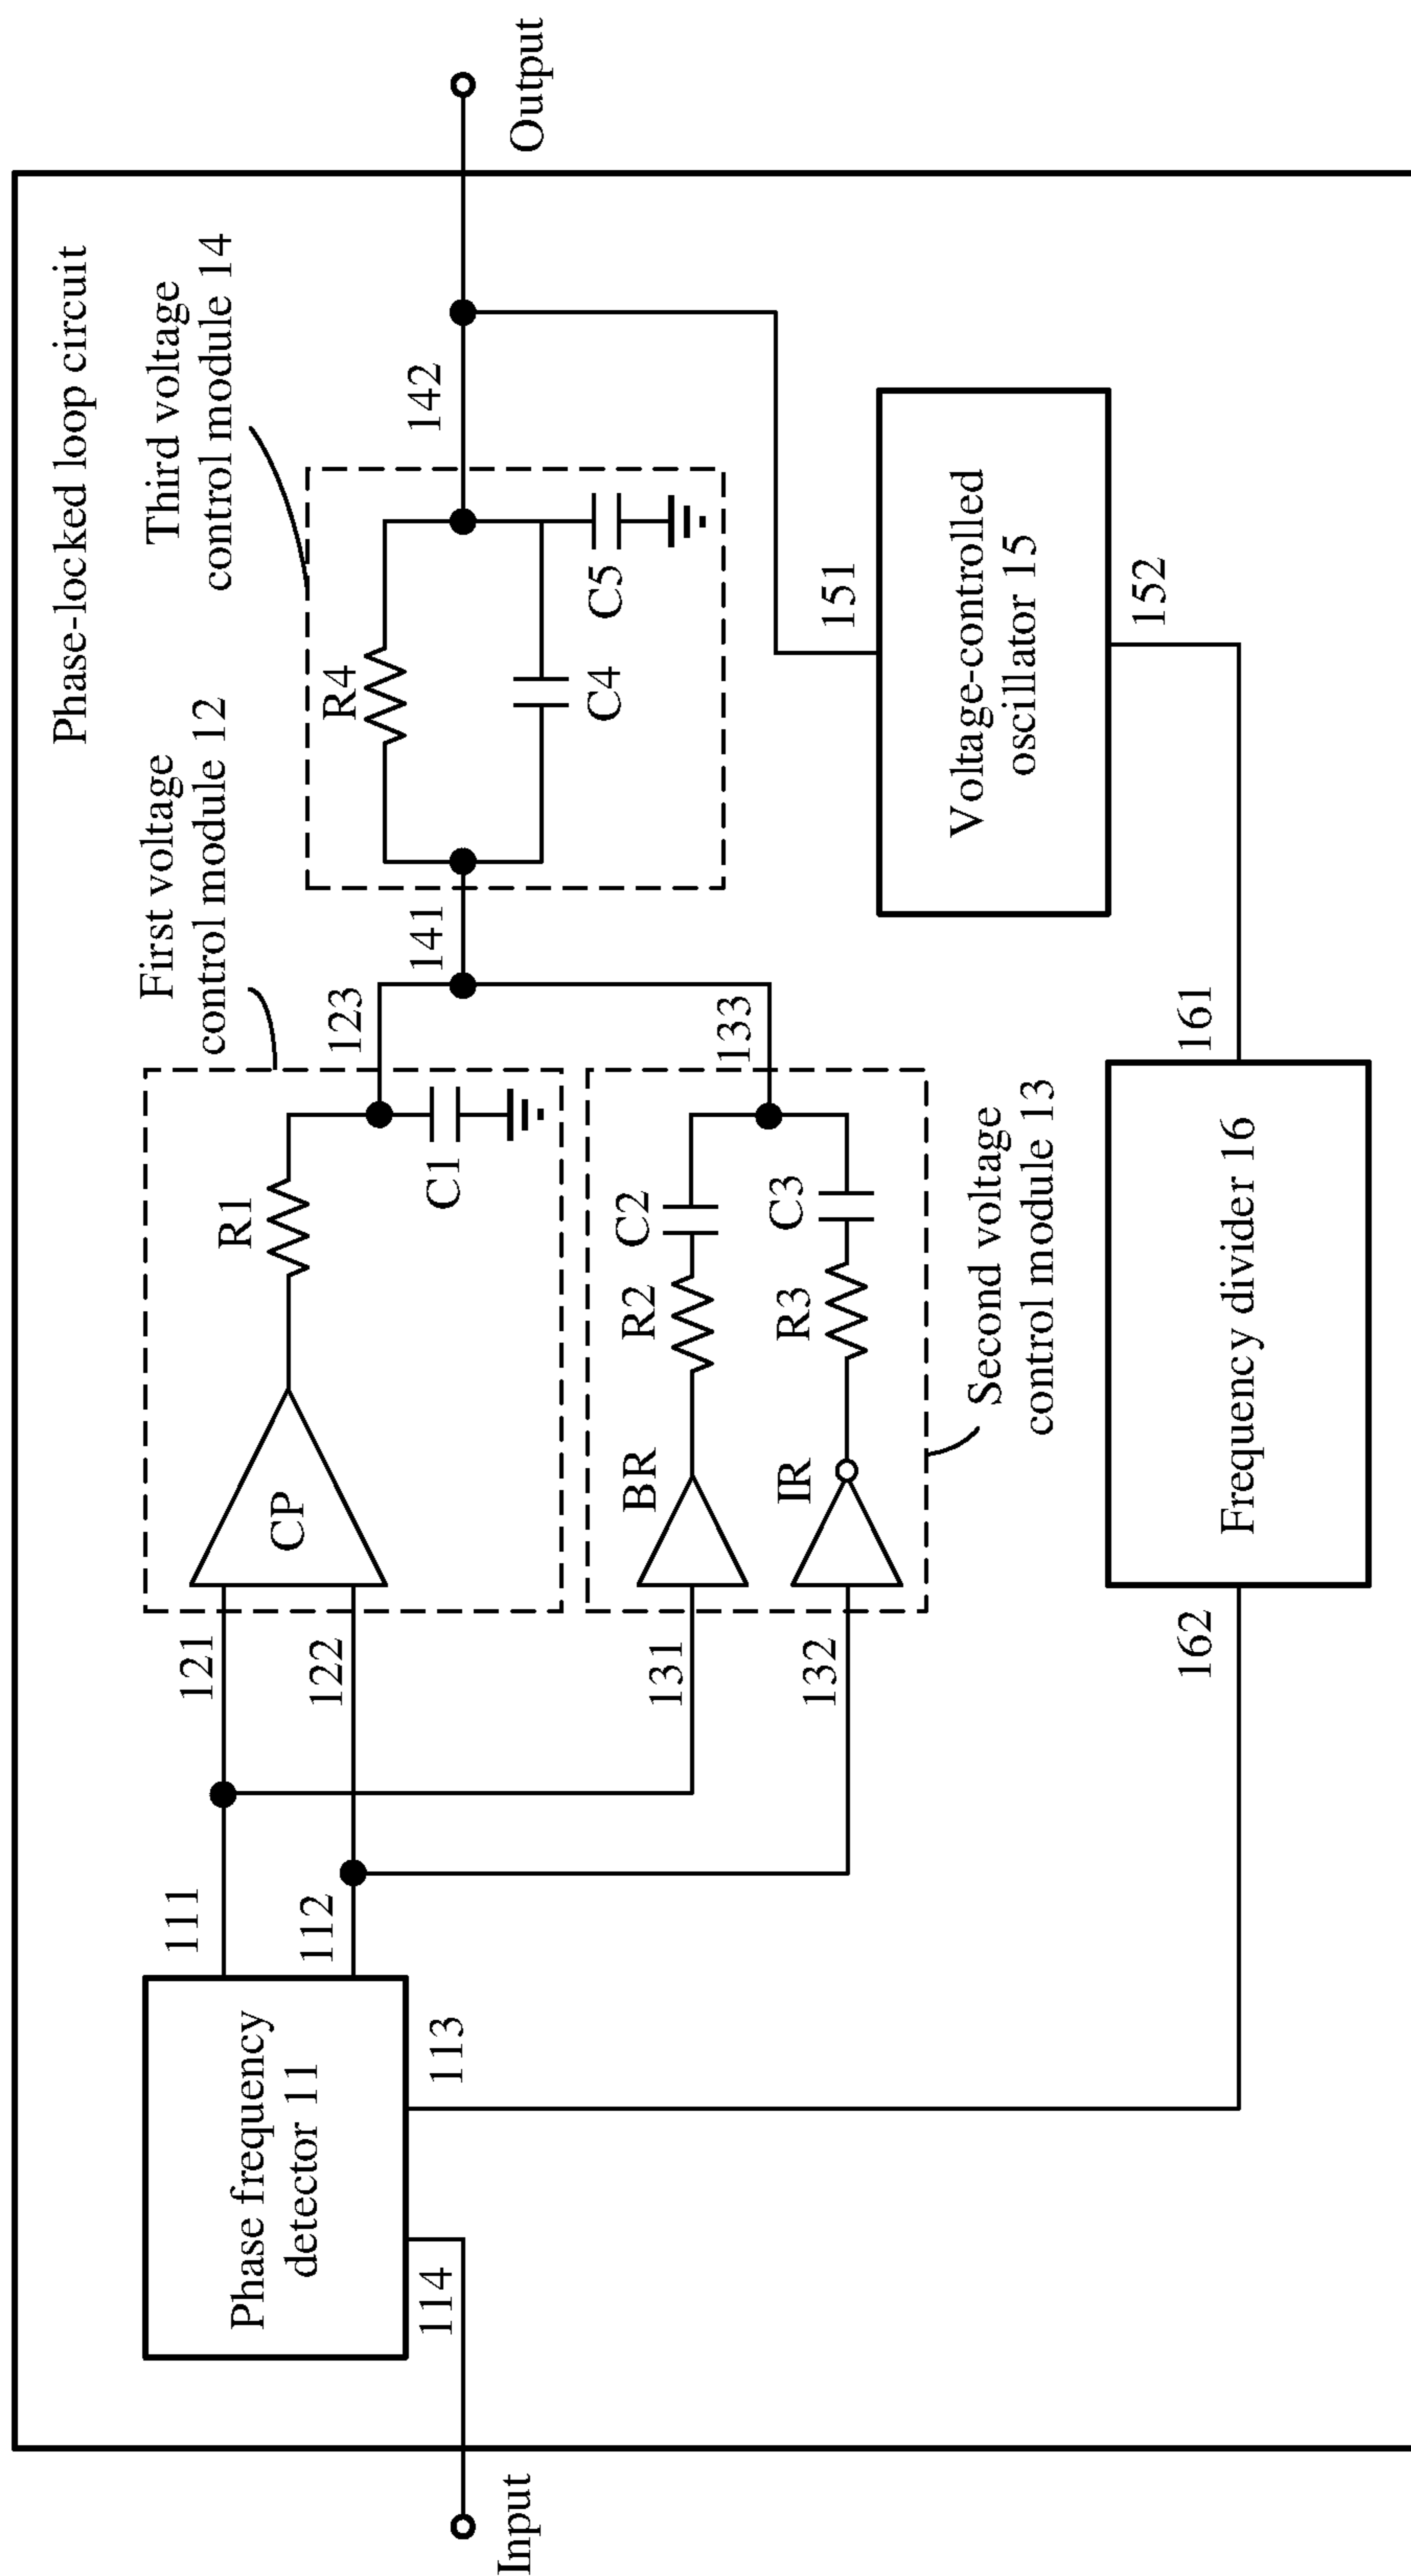 Phase-locked loop circuit
First voltage
control module 12
Third voltage
control module 14
Phase frequency
detector 11
111
112
113
114
121
122
CP
R1
C1
123
141
R4
C4
C5
142
Input
Output
131
132
BR
R2
C2
IR
R3
C3
133
Second voltage
control module 13
151
Voltage-controlled
oscillator 15
152
162
Frequency divider 16
161